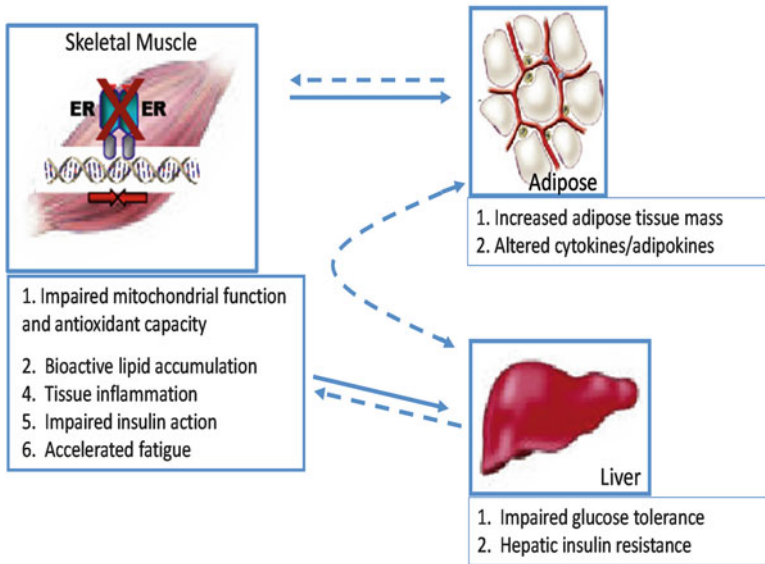 Skeletal Muscle
ER ER
1. Impaired mitochondrial function
and antioxidant capacity
2. Bioactive lipid accumulation
4. Tissue inflammation
5. Impaired insulin action
6. Accelerated fatigue
Adipose
1. Increased adipose tissue mass
2. Altered cytokines/adipokines
Liver
1. Impaired glucose tolerance
2. Hepatic insulin resistance